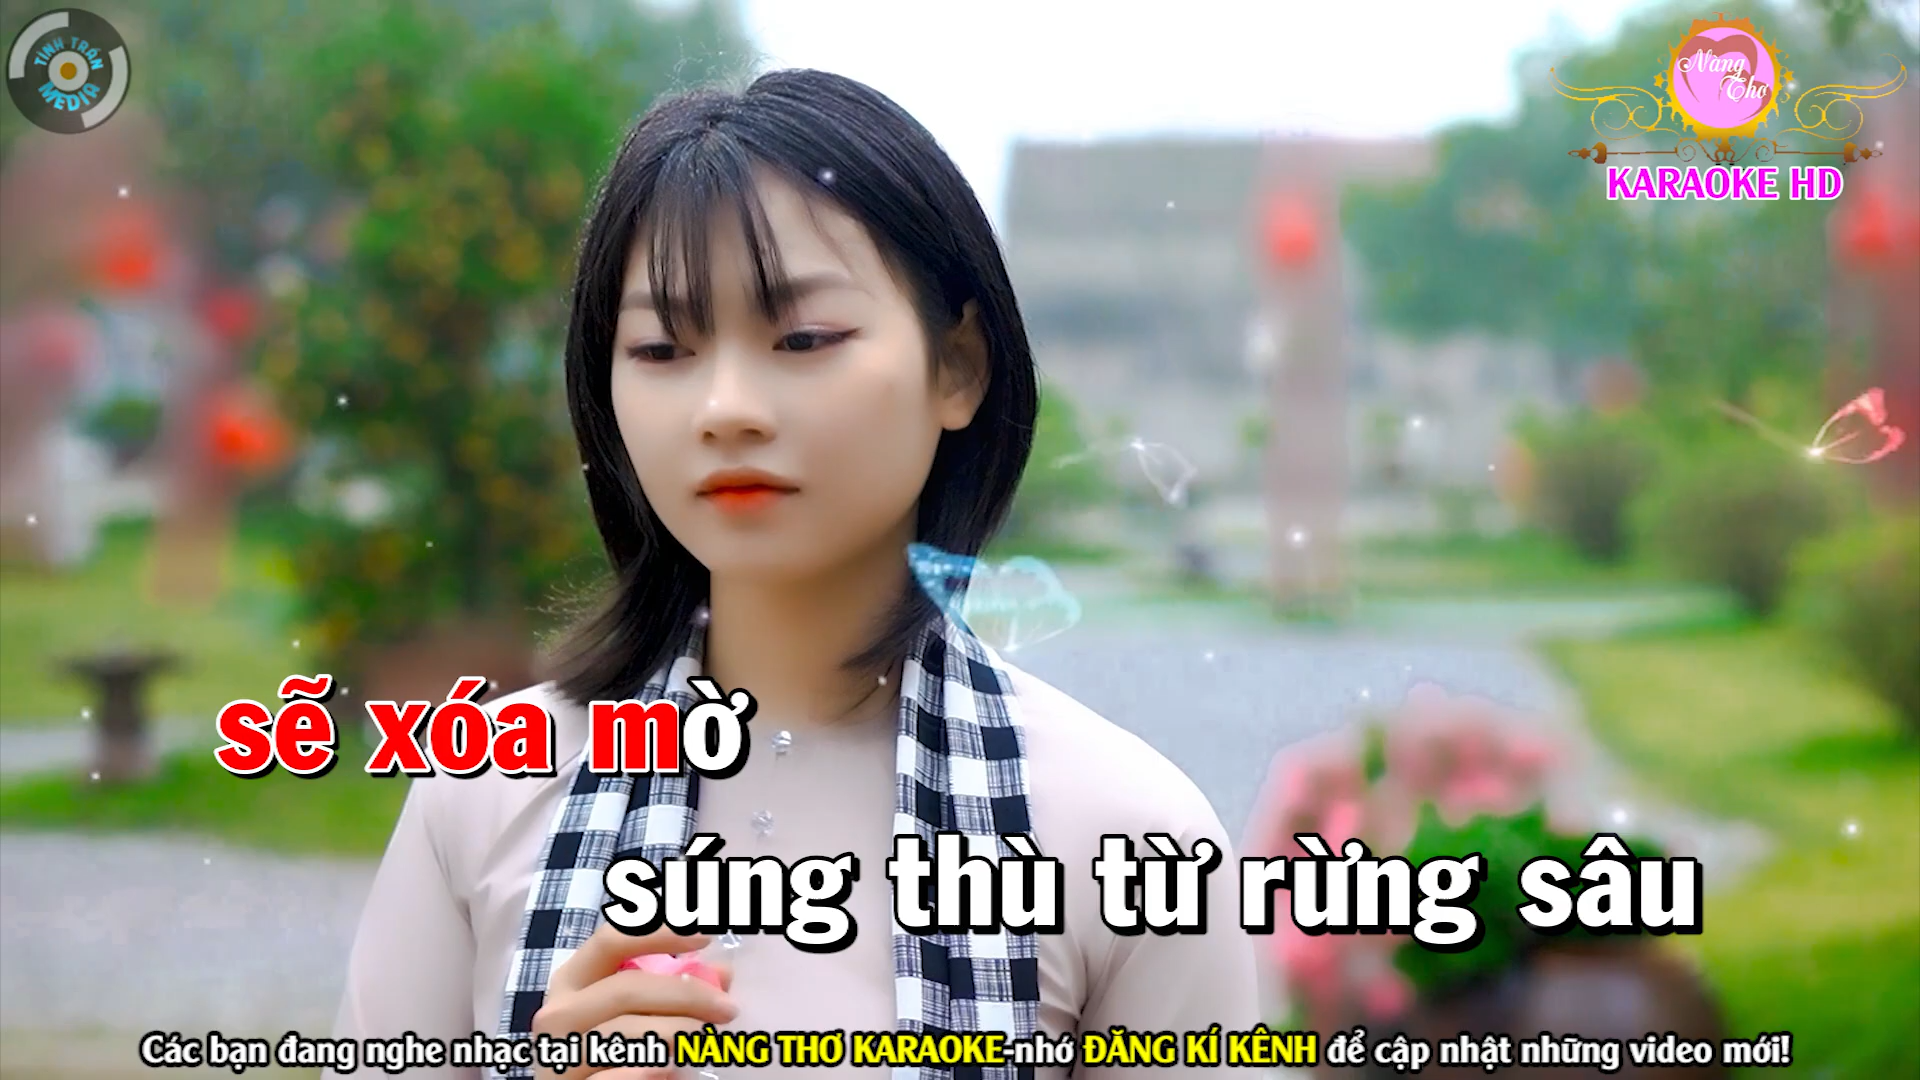 TÌNH TRẦN
MEDIA
Nàng
Thơ
KARAOKE HD
sẽ xóa mờ
súng thù từ rừng sâu
Các bạn đang nghe nhạc tại kênh NÀNG THƠ KARAOKE-nhớ ĐĂNG KÍ KÊNH để cập nhật những video mới!